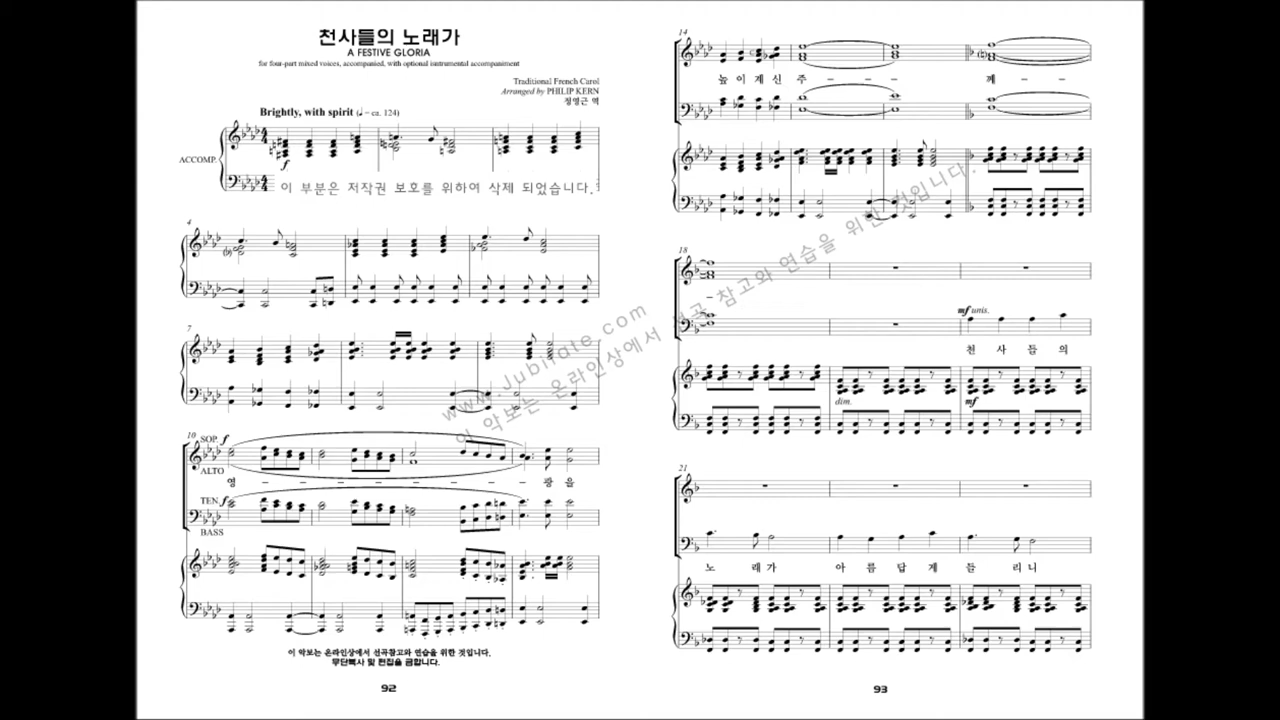 천사들의 노래가
A FESTIVE GLORIA
for four-part mixed voices, accompanied, with optional instrumental accompaniment
Traditional French Carol
Arranged by PHILIP KERN
정영근 역
Brightly, with spirit (♩ = ca. 124)
ACCOMP.
f
이 부분은 저작권 보호를 위하여 삭제 되었습니다.
4
7
10
SOP. f
ALTO
영 - - - - - - - 광 을
TEN. f
BASS
이 악보는 온라인상에서 선곡참고와 연습을 위한 것입니다.
무단복사 및 편집을 금합니다.
92
14
높 이 계 신 주 - - - - 께 - -
18
-
mf unis.
천 사 들 의
dim. mf
21
노 래 가 아 름 답 게 들 리 니
93
www.Jubilate.com
이 악보는 온라인상에서 선곡 참고와 연습을 위한 것입니다.